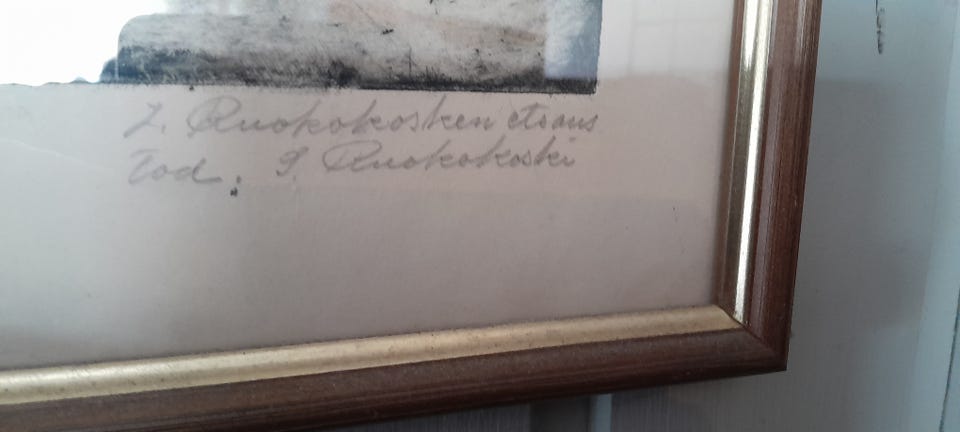 J. Ruokokosken etsaus
tod. S. Ruokokoski